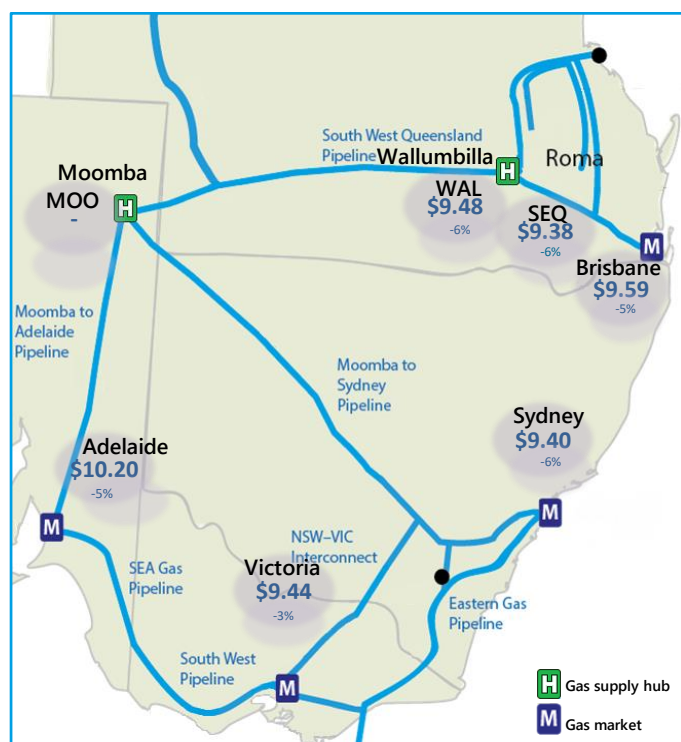 South West Queensland
Pipeline
Wallumbilla
H
Roma
Moomba
MOO
-
H
WAL
$9.48
-6%
SEQ
$9.38
-6%
M
Brisbane
$9.59
-5%
Moomba to
Adelaide
Pipeline
Moomba to
Sydney
Pipeline
Sydney
$9.40
-6%
Adelaide
$10.20
-5%
M
M
NSW–VIC
Interconnect
SEA Gas
Pipeline
Victoria
$9.44
-3%
Eastern Gas
Pipeline
South West
Pipeline
M
H Gas supply hub
M Gas market